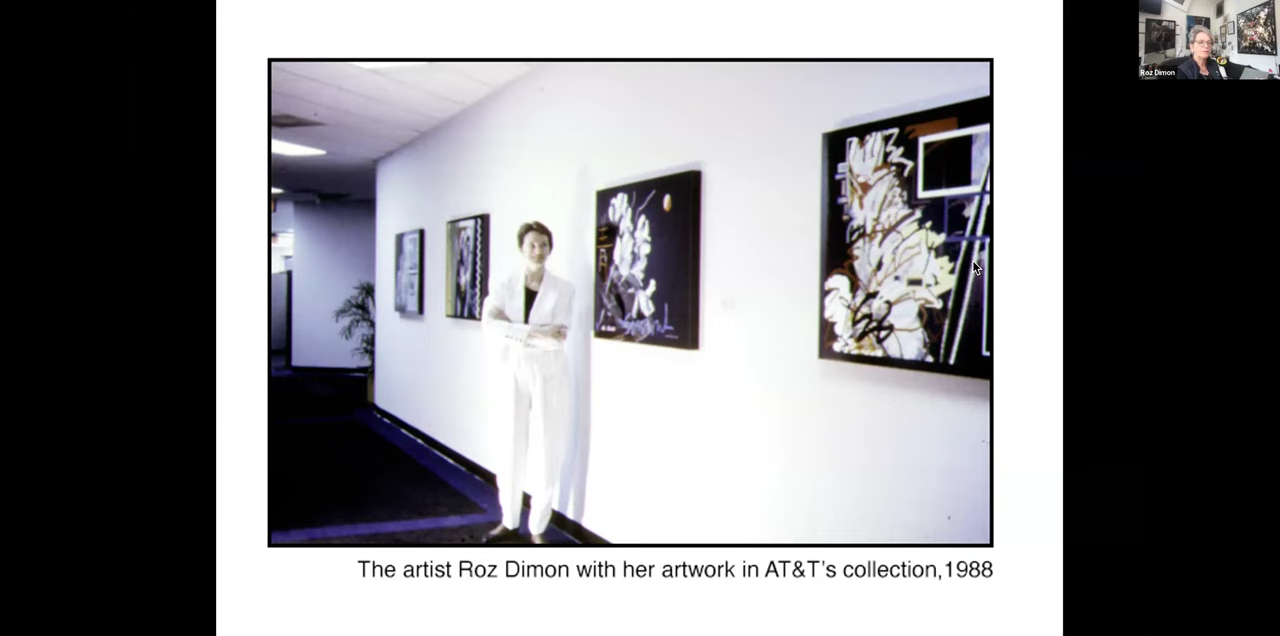 Roz Dimon
The artist Roz Dimon with her artwork in AT&T's collection,1988